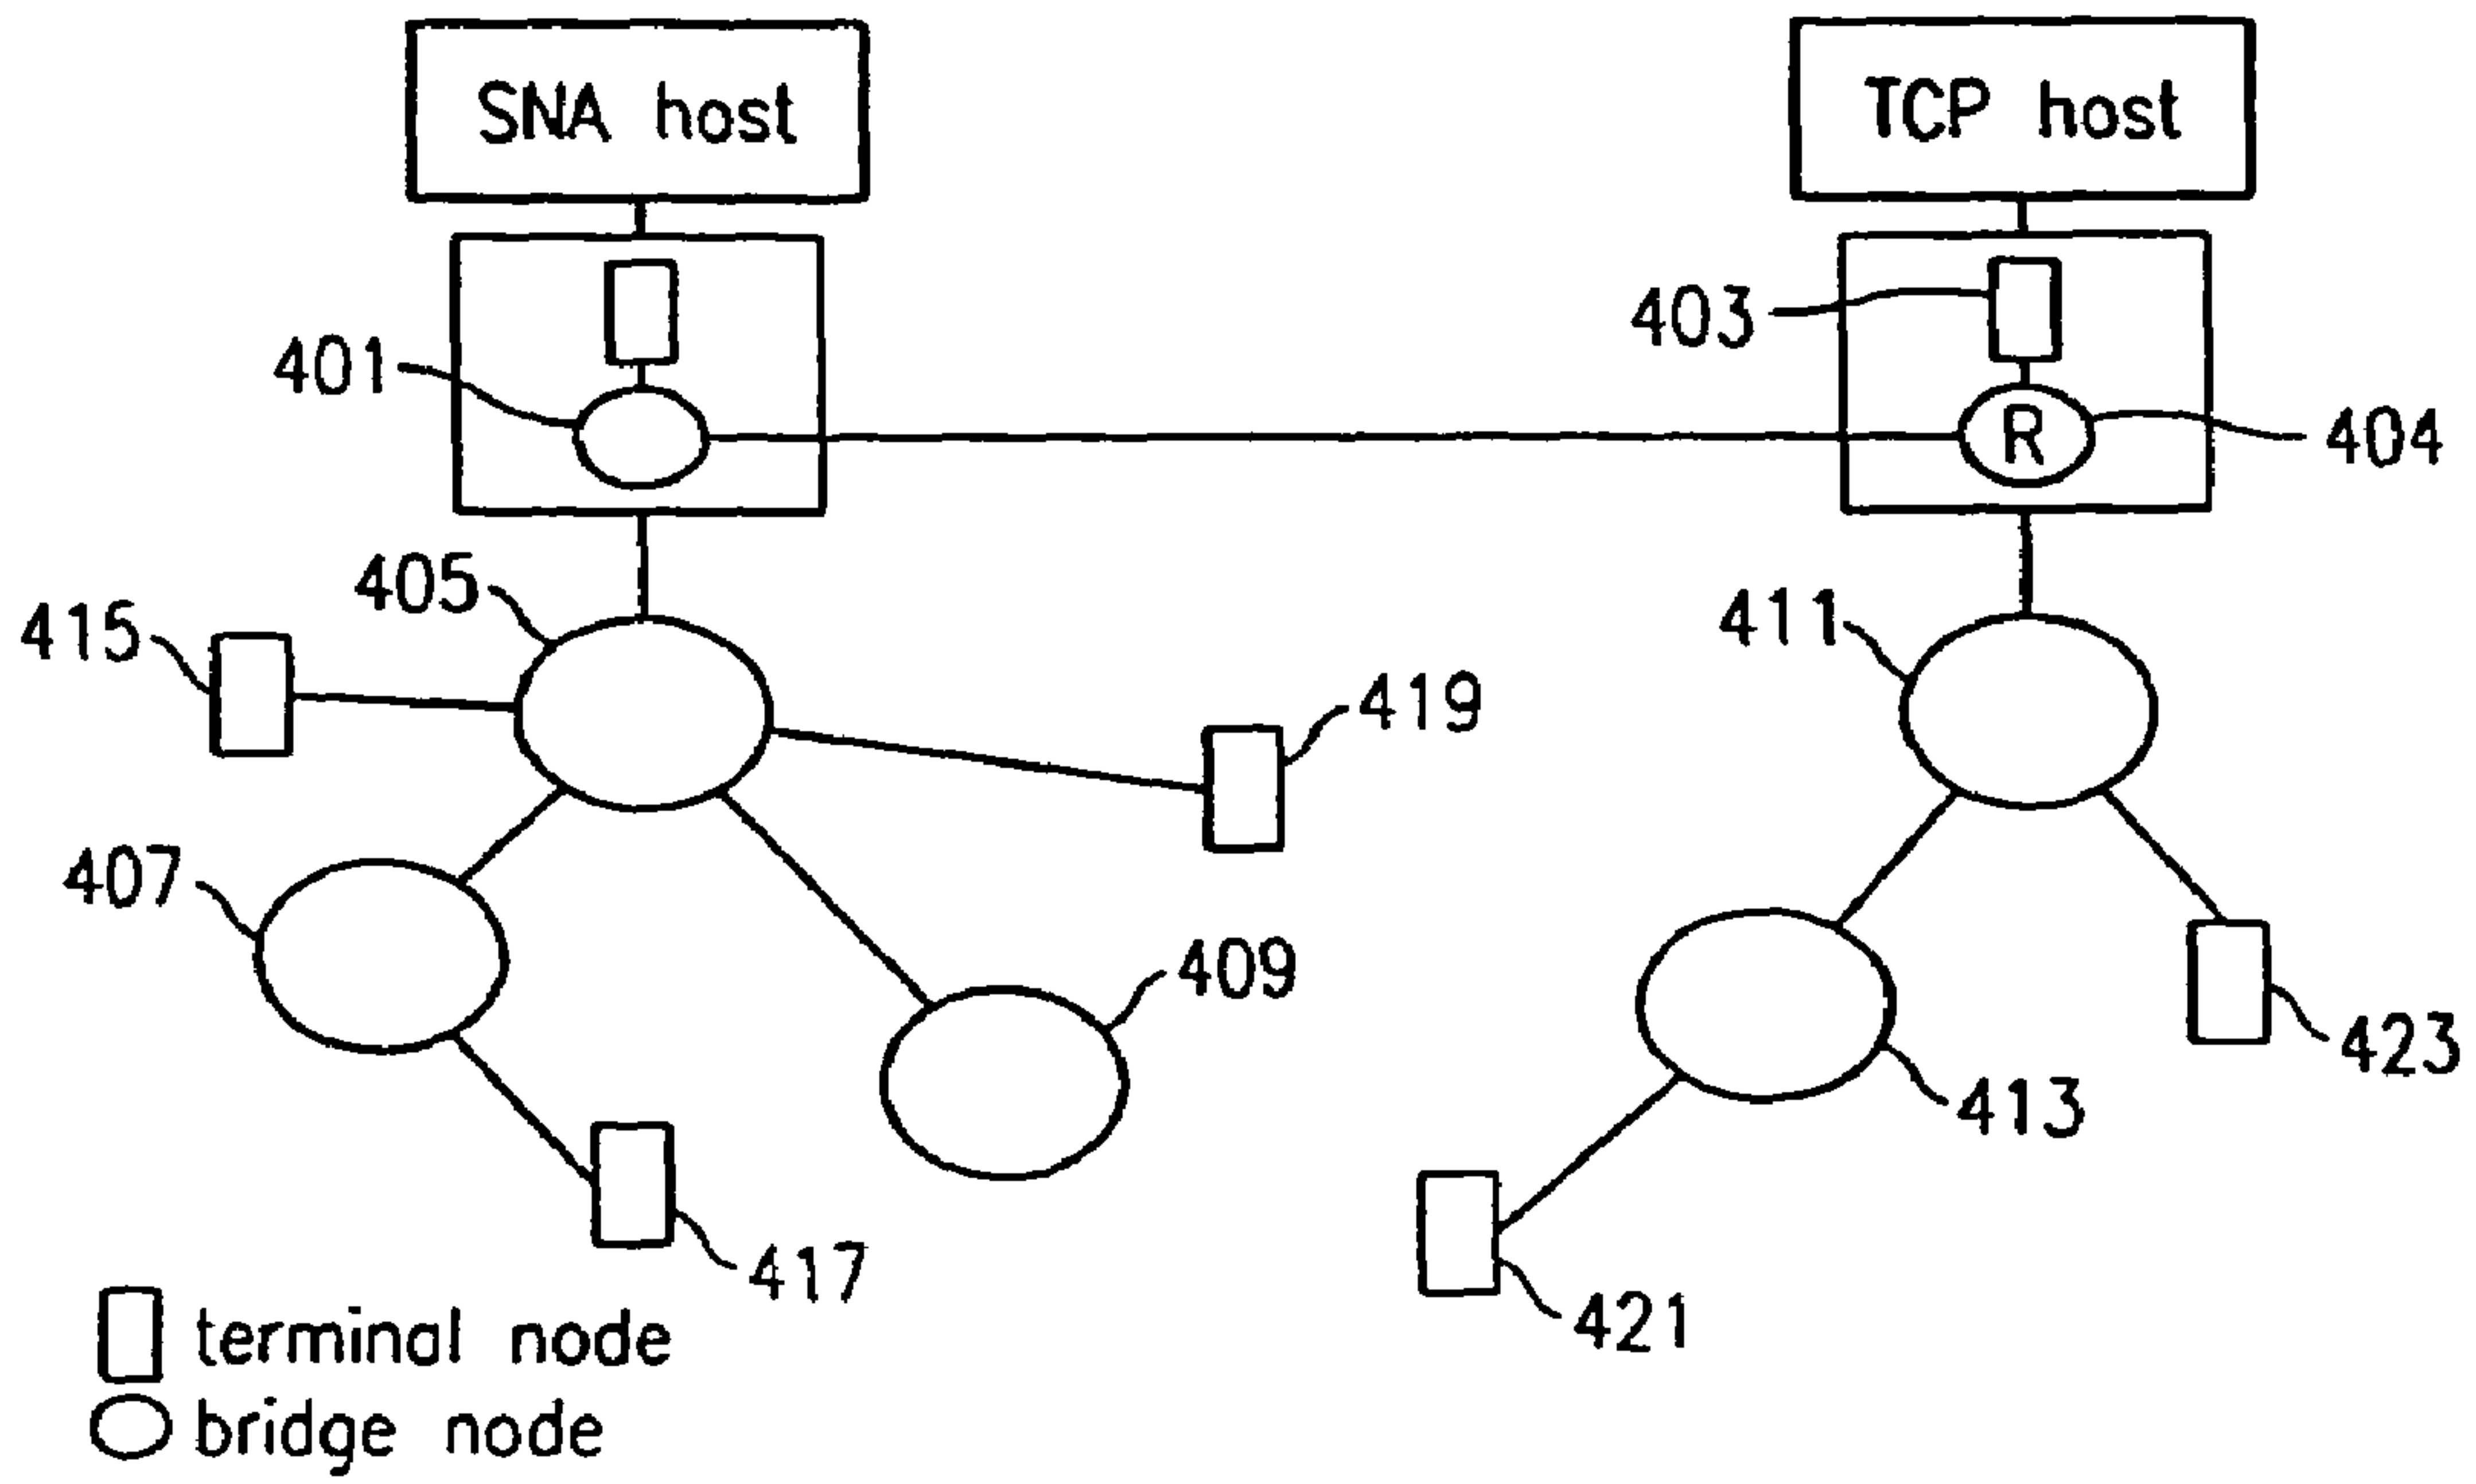 SNA host
TCP host
403
401
R
404
405
415
411
419
407
409
423
413
417
421
terminal node
bridge node